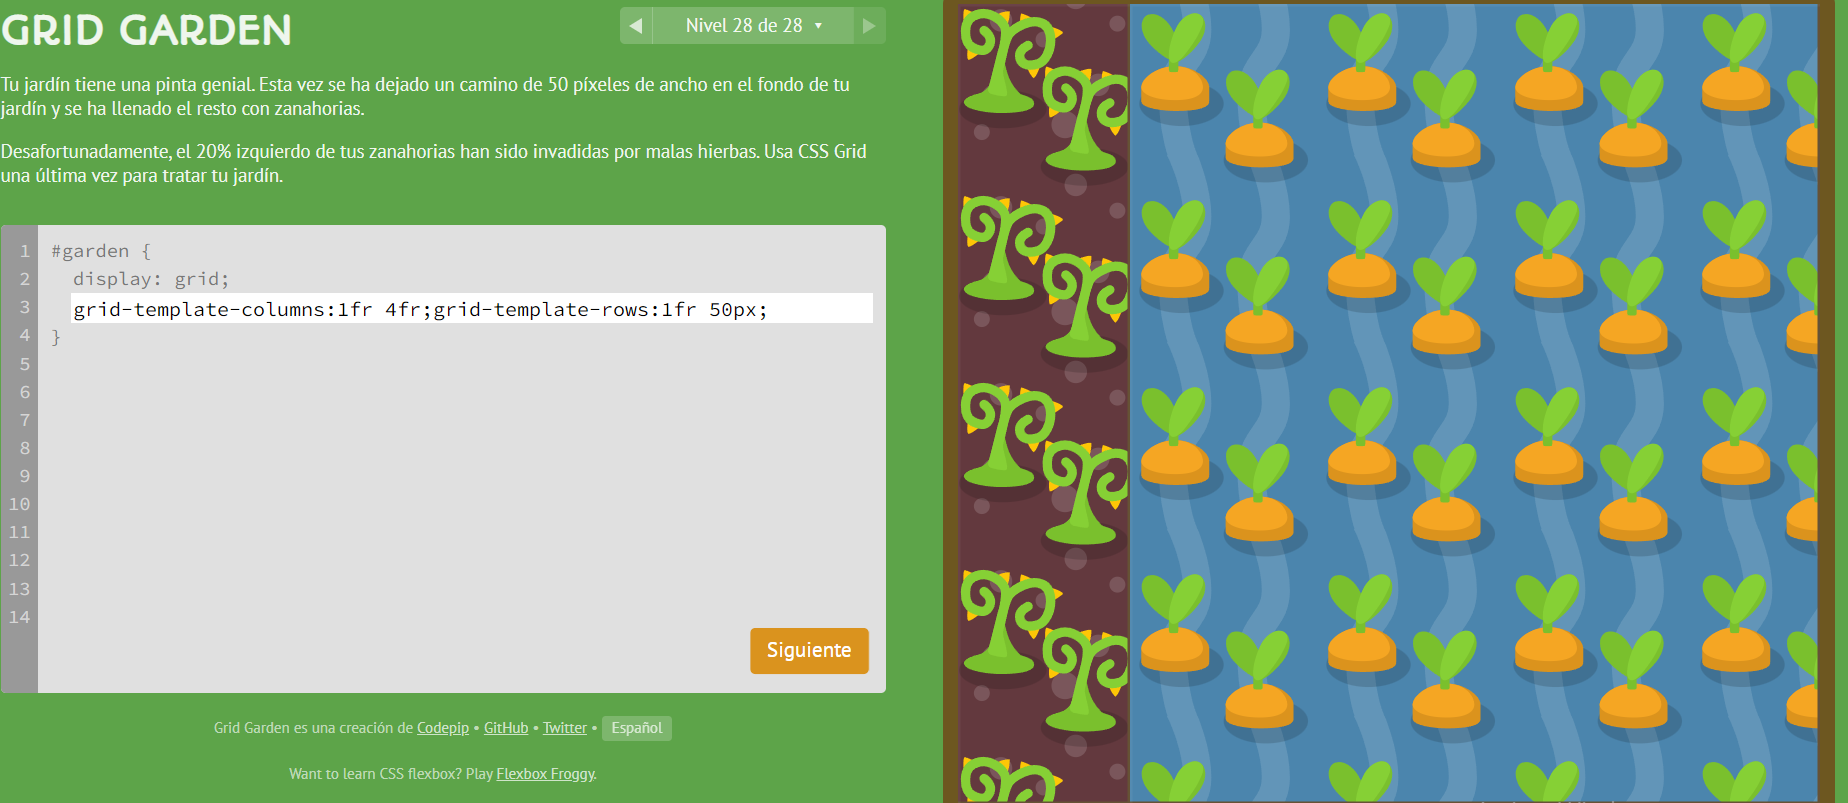 GRID GARDEN
◀ Nivel 28 de 28 ▾ ▶
Tu jardín tiene una pinta genial. Esta vez se ha dejado un camino de 50 píxeles de ancho en el fondo de tu
jardín y se ha llenado el resto con zanahorias.
Desafortunadamente, el 20% izquierdo de tus zanahorias han sido invadidas por malas hierbas. Usa CSS Grid
una última vez para tratar tu jardín.
1 #garden {
2 display: grid;
3 grid-template-columns:1fr 4fr;grid-template-rows:1fr 50px;
4 }
5
6
7
8
9
10
11
12
13
14
Siguiente
Grid Garden es una creación de Codepip • GitHub • Twitter • Español
Want to learn CSS flexbox? Play Flexbox Froggy.